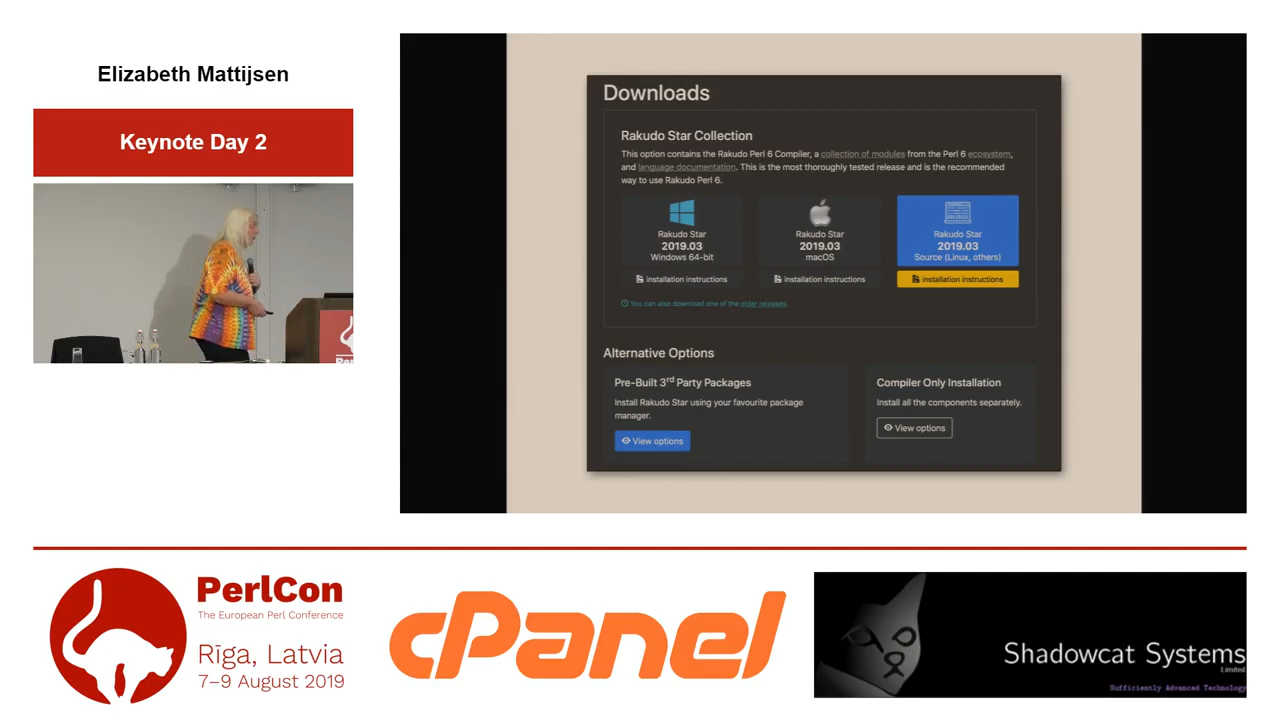 Elizabeth Mattijsen
Keynote Day 2
Downloads
Rakudo Star Collection
This option contains the Rakudo Perl 6 Compiler, a collection of modules from the Perl 6 ecosystem,
and language documentation. This is the most thoroughly tested release and is the recommended
way to use Rakudo Perl 6.
Rakudo Star
2019.03
Windows 64-bit
installation instructions
Rakudo Star
2019.03
macOS
installation instructions
Rakudo Star
2019.03
Source (Linux, others)
installation instructions
You can also download one of the older releases.
Alternative Options
Pre-Built 3rd Party Packages
Install Rakudo Star using your favourite package
manager.
View options
Compiler Only Installation
Install all the components separately.
View options
PerlCon
The European Perl Conference
Rīga, Latvia
7–9 August 2019
cPanel
Shadowcat Systems
Limited
Sufficiently Advanced Technology